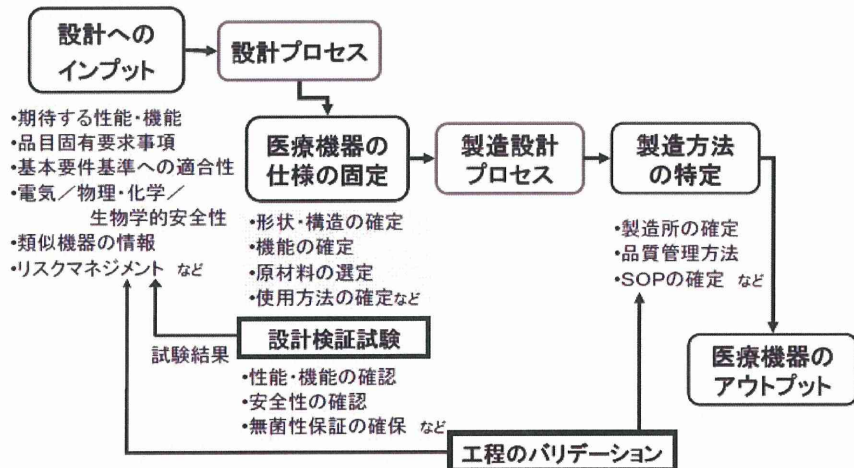 設計への
インプット
設計プロセス
・期待する性能・機能
・品目固有要求事項
・基本要件基準への適合性
・電気／物理・化学／
生物学的安全性
・類似機器の情報
・リスクマネジメント など
医療機器の
仕様の固定
・形状・構造の確定
・機能の確定
・原材料の選定
・使用方法の確定など
製造設計
プロセス
製造方法
の特定
・製造所の確定
・品質管理方法
・SOPの確定 など
設計検証試験
試験結果
・性能・機能の確認
・安全性の確認
・無菌性保証の確保 など
医療機器の
アウトプット
工程のバリデーション